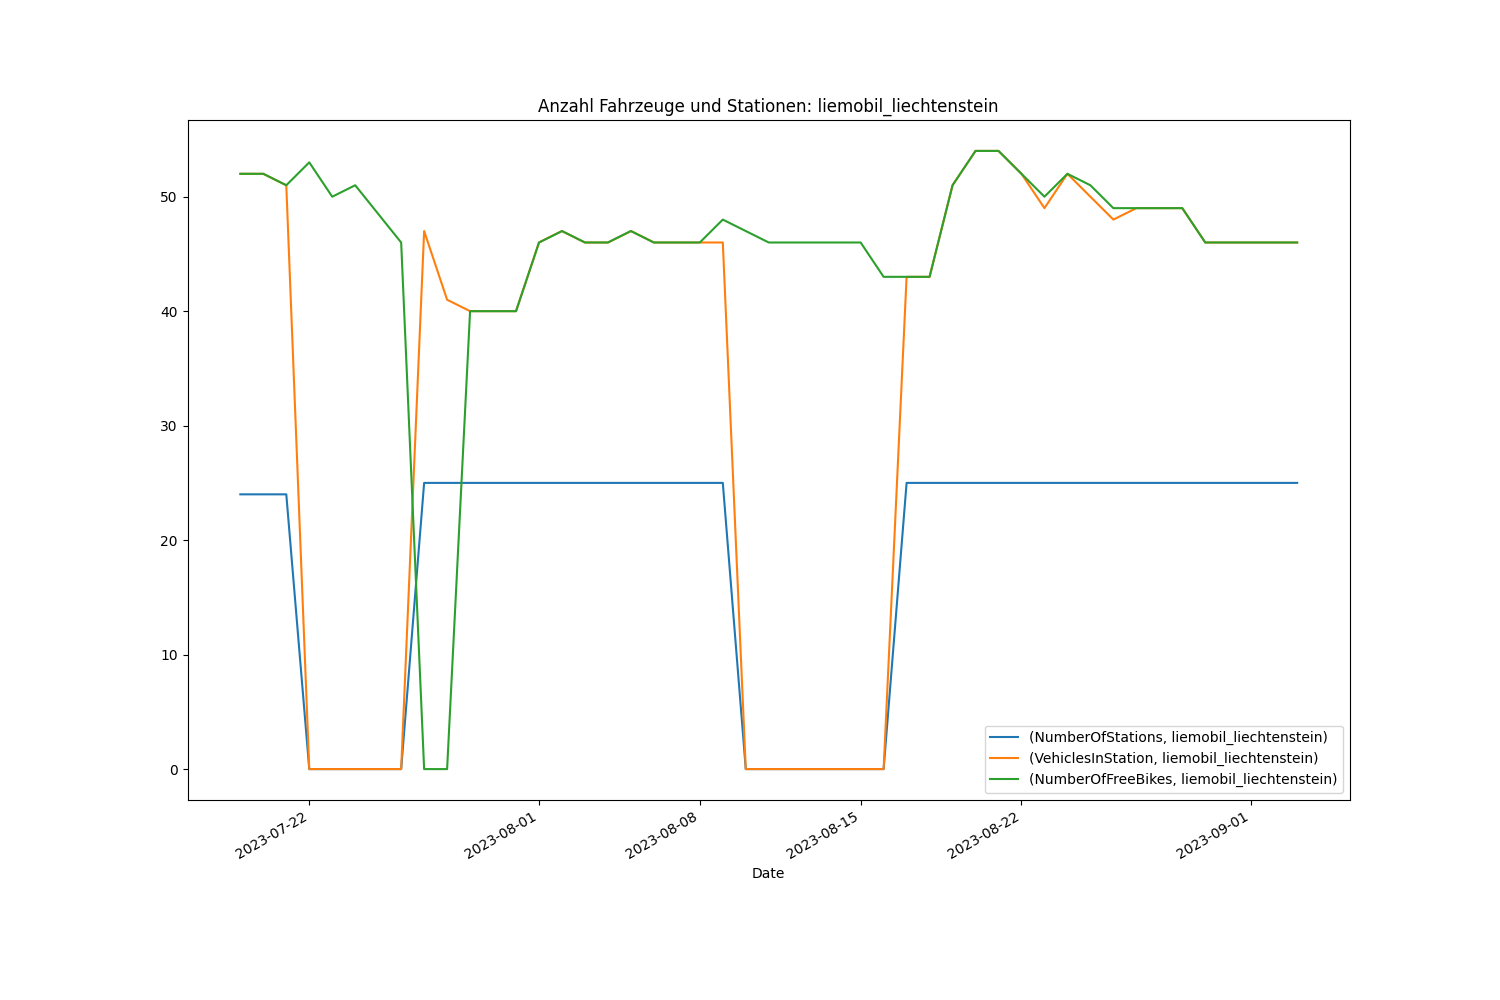 Anzahl Fahrzeuge und Stationen: liemobil_liechtenstein
50
40
30
20
10
0
(NumberOfStations, liemobil_liechtenstein)
(VehiclesInStation, liemobil_liechtenstein)
(NumberOfFreeBikes, liemobil_liechtenstein)
2023-07-22
2023-08-01
2023-08-08
2023-08-15
2023-08-22
2023-09-01
Date